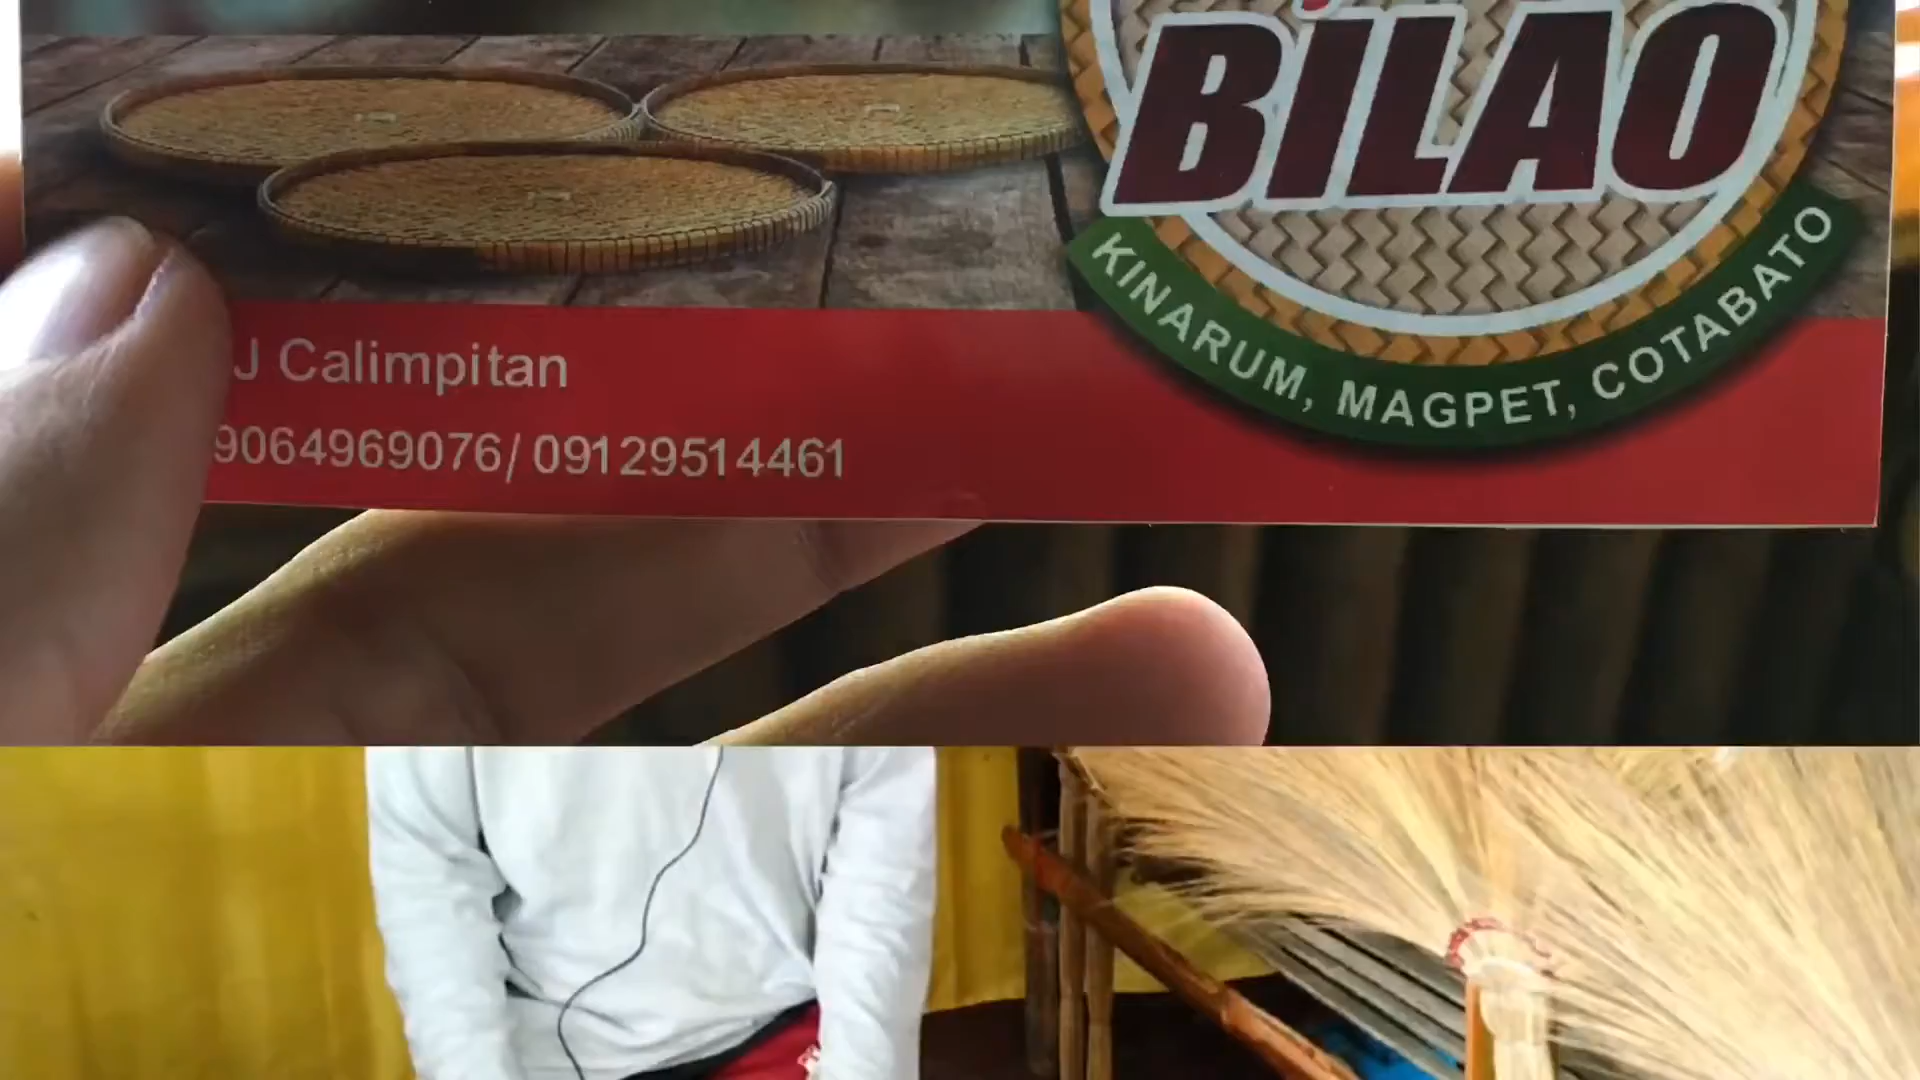 BILAO
KINARUM, MAGPET, COTABATO
J Calimpitan
9064969076/ 09129514461